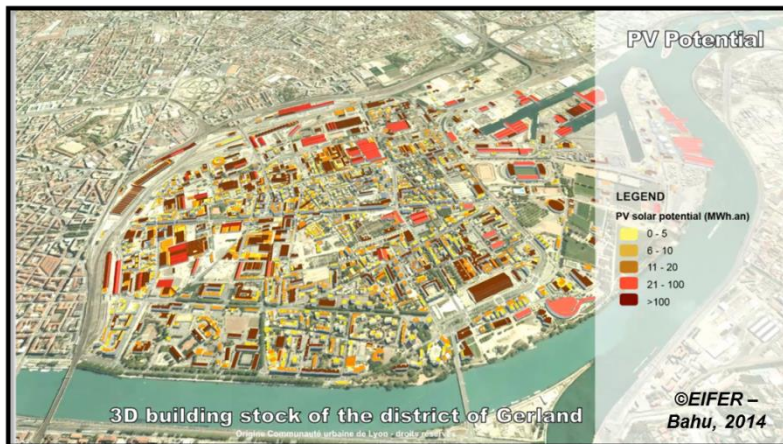 PV Potential
LEGEND
PV solar potential (MWh.an)
0 - 5
6 - 10
11 - 20
21 - 100
>100
3D building stock of the district of Gerland
Origine Communauté urbaine de Lyon - droits réservés
©EIFER –
Bahu, 2014